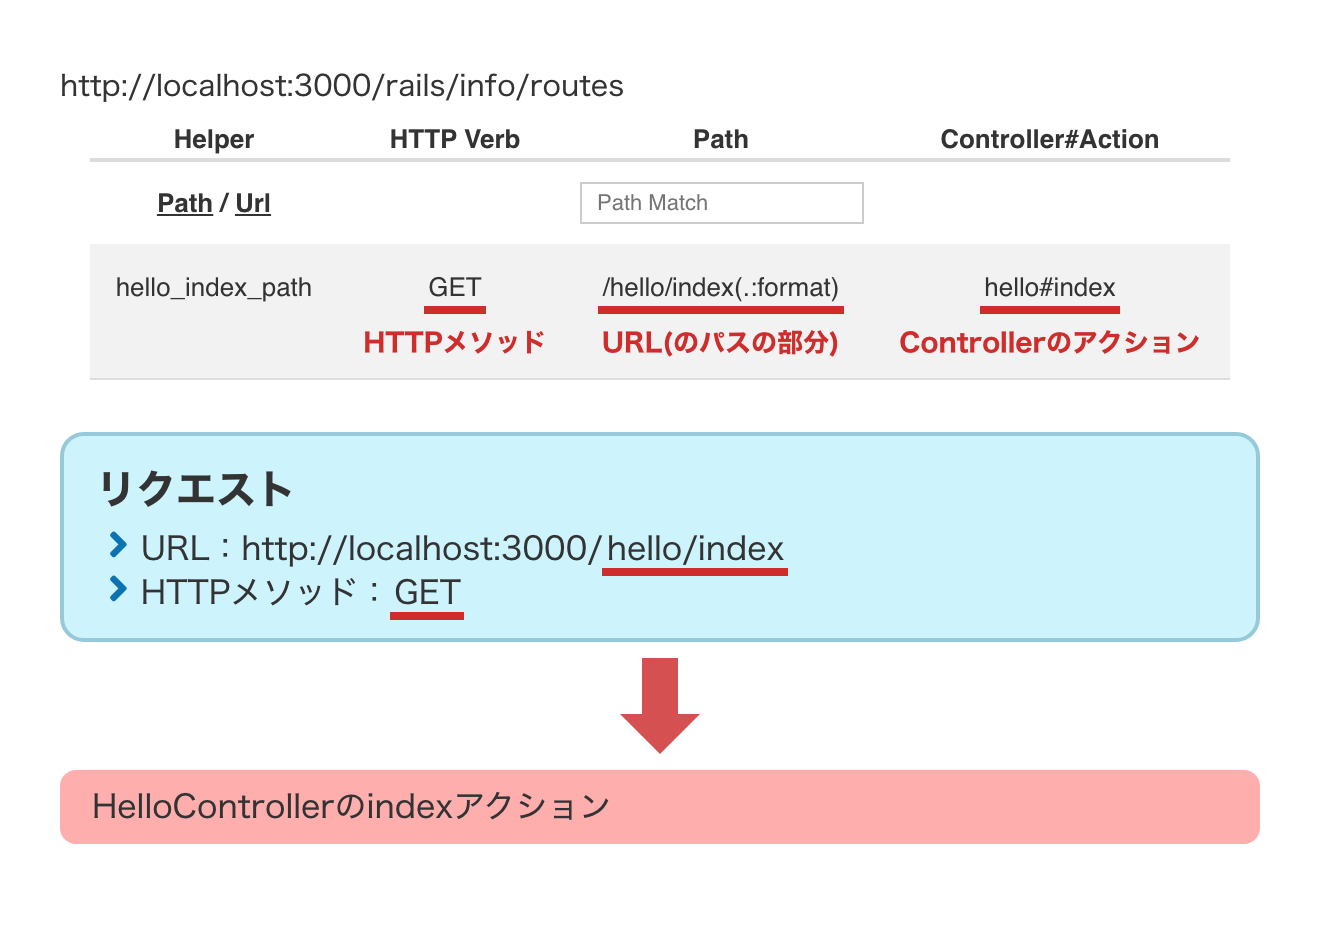 http://localhost:3000/rails/info/routes
Helper HTTP Verb Path Controller#Action
Path / Url Path Match
hello_index_path GET /hello/index(.:format) hello#index
HTTPメソッド URL(のパスの部分) Controllerのアクション
リクエスト
URL：http://localhost:3000/hello/index
HTTPメソッド：GET
HelloControllerのindexアクション